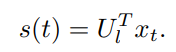 $s(t) = U_l^T x_t.$